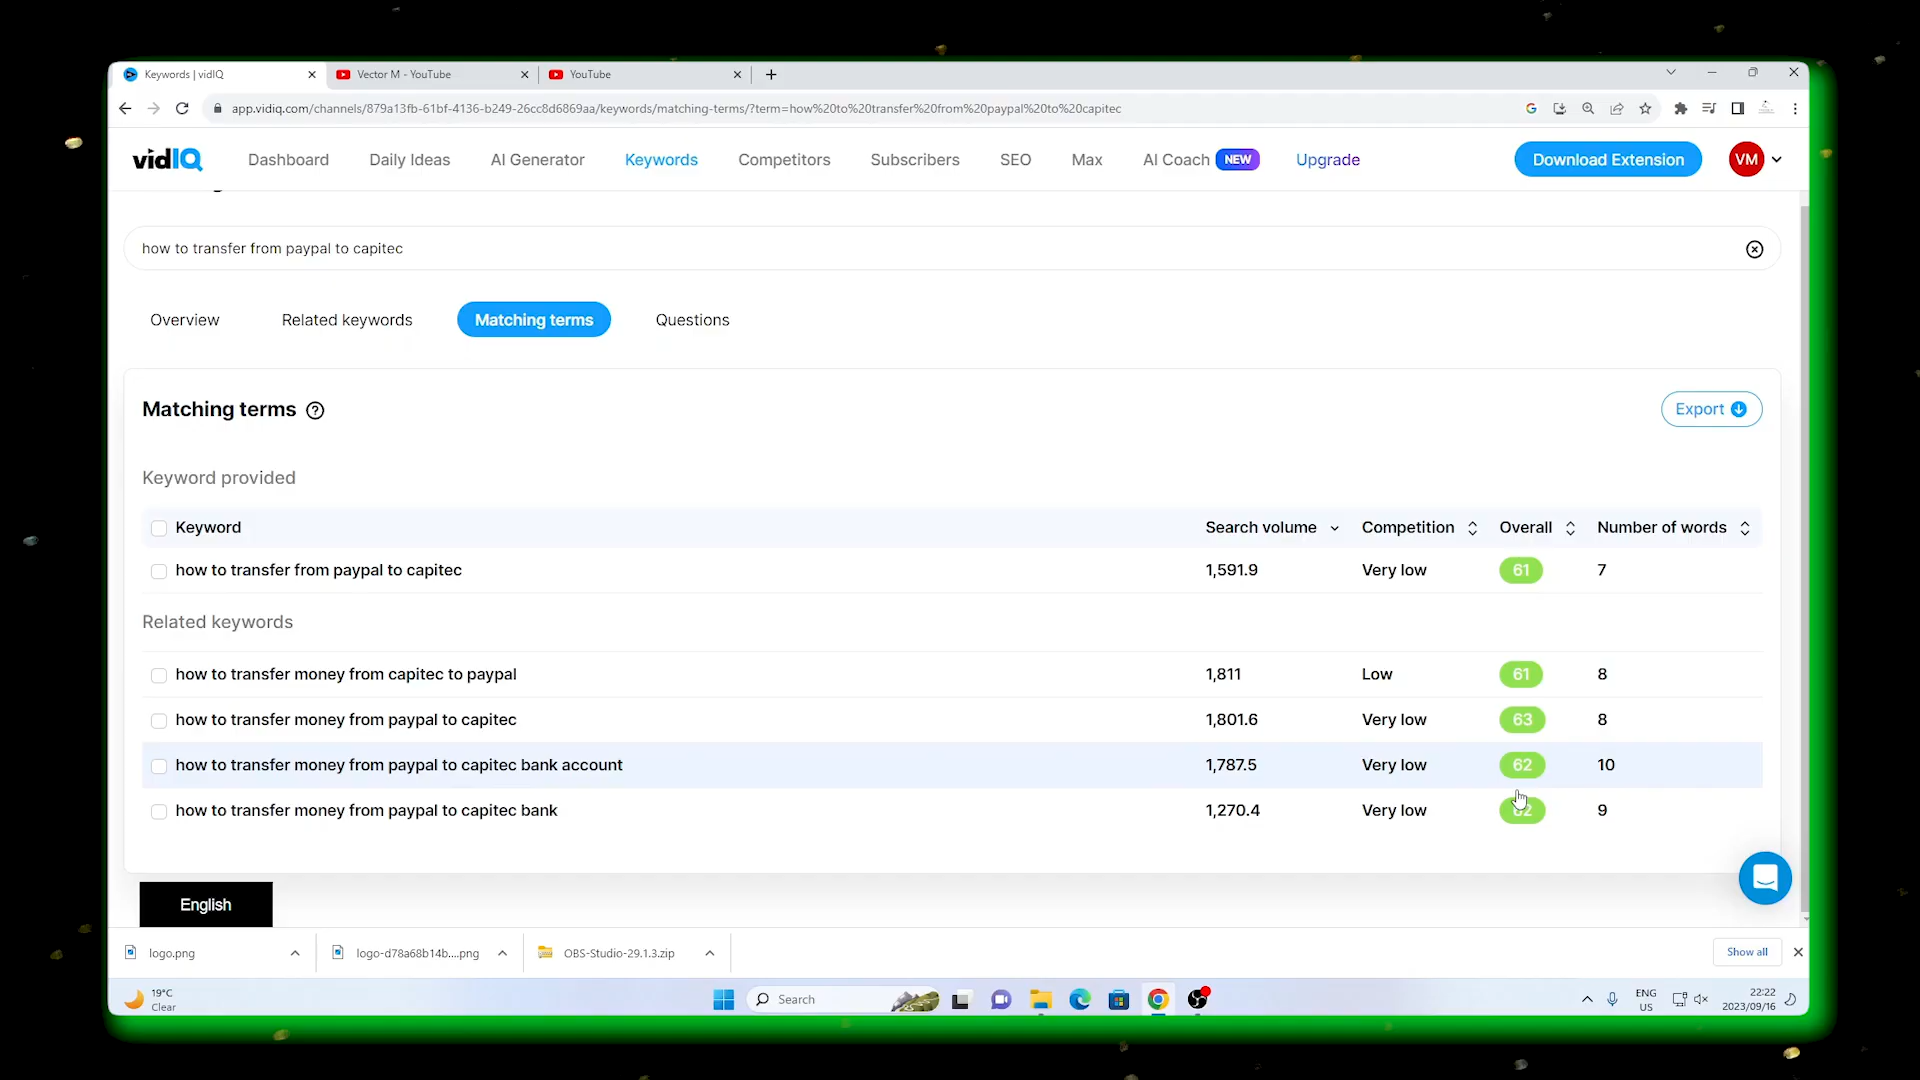 Keywords | vidIQ
Vector M - YouTube
YouTube
app.vidiq.com/channels/879a13fb-61bf-4136-b249-26cc8d6869aa/keywords/matching-terms/?term=how%20to%20transfer%20from%20paypal%20to%20capitec
vidIQ
Dashboard
Daily Ideas
AI Generator
Keywords
Competitors
Subscribers
SEO
Max
AI Coach NEW
Upgrade
Download Extension
VM
how to transfer from paypal to capitec
Overview
Related keywords
Matching terms
Questions
Matching terms
Export
Keyword provided
Keyword Search volume Competition Overall Number of words
how to transfer from paypal to capitec 1,591.9 Very low 61 7
Related keywords
how to transfer money from capitec to paypal 1,811 Low 61 8
how to transfer money from paypal to capitec 1,801.6 Very low 63 8
how to transfer money from paypal to capitec bank account 1,787.5 Very low 62 10
how to transfer money from paypal to capitec bank 1,270.4 Very low 9
English
logo.png
logo-d78a68b14b....png
OBS-Studio-29.1.3.zip
Show all
19°C
Clear
Search
ENG
US
22:22
2023/09/16